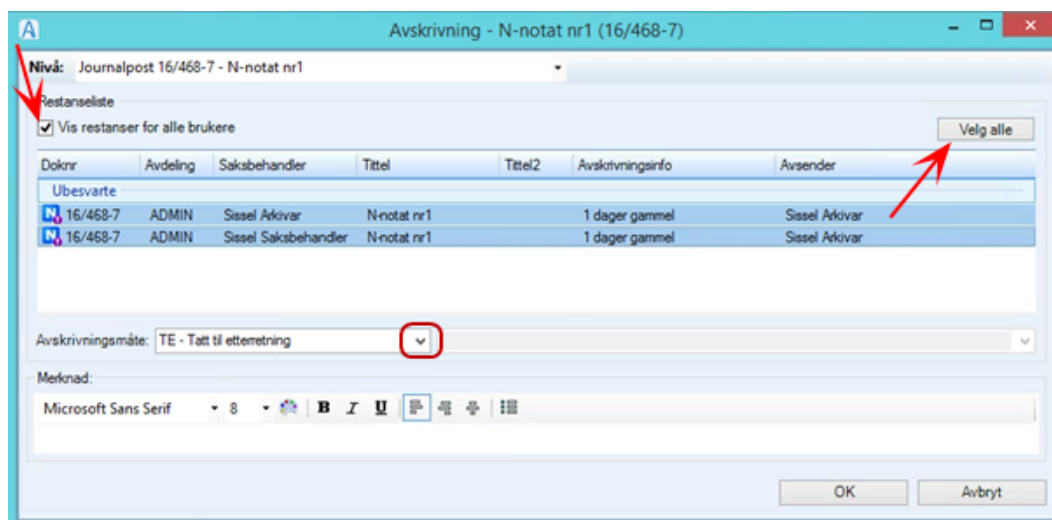 A Avskrivning - N-notat nr1 (16/468-7)
Nivå: Journalpost 16/468-7 - N-notat nr1
Restanseliste
Vis restanser for alle brukere
Velg alle
Doknr Avdeling Saksbehandler Tittel Tittel2 Avskrivningsinfo Avsender
Ubesvarte
N 16/468-7 ADMIN Sissel Arkivar N-notat nr1 1 dager gammel Sissel Arkivar
N 16/468-7 ADMIN Sissel Saksbehandler N-notat nr1 1 dager gammel Sissel Arkivar
Avskrivningsmåte: TE - Tatt til etterretning
Merknad:
Microsoft Sans Serif 8 B I U
OK Avbryt